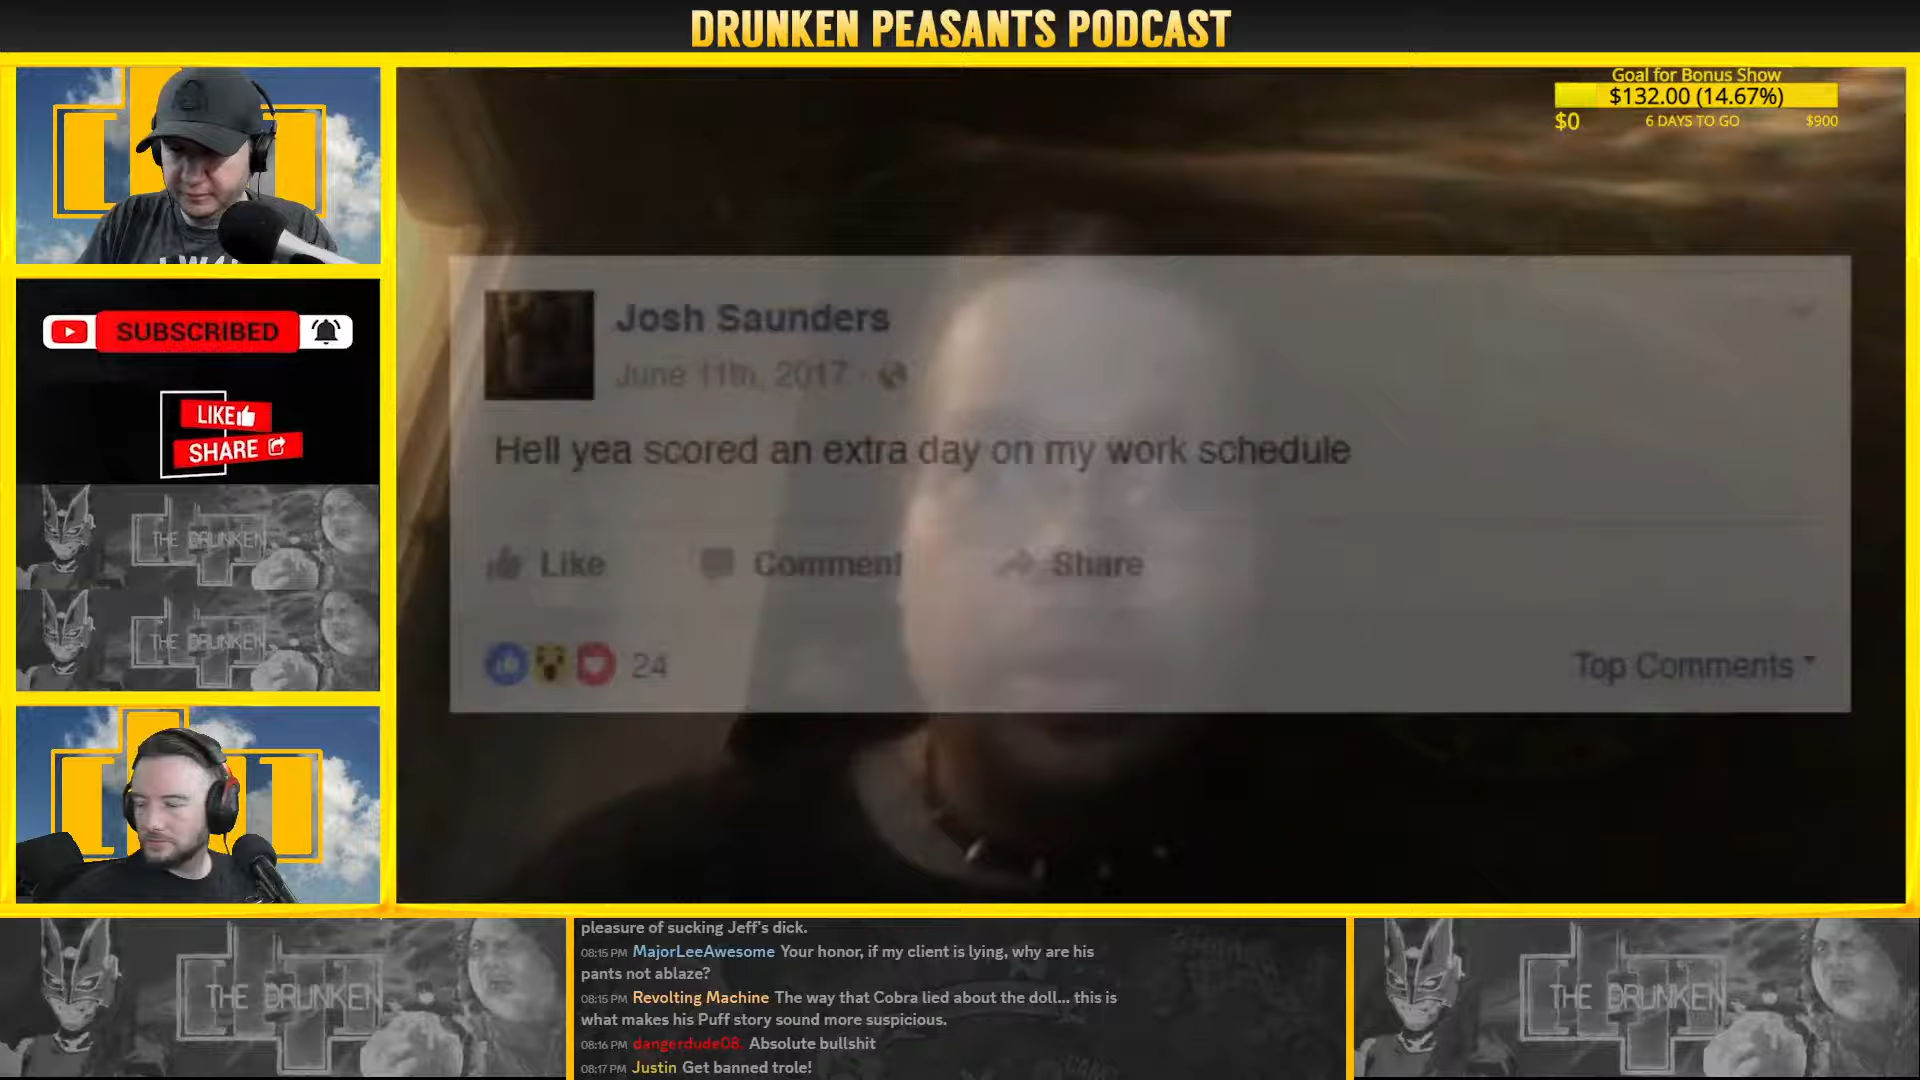 DRUNKEN PEASANTS PODCAST
Goal for Bonus Show
$132.00 (14.67%)
$0 6 DAYS TO GO $900
SUBSCRIBED
LIKE
SHARE
THE DRUNKEN
THE DRUNKEN
Josh Saunders
June 11th, 2017
Hell yea scored an extra day on my work schedule
Like Comment Share
24 Top Comments
pleasure of sucking Jeff's dick.
08:15 PM MajorLeeAwesome Your honor, if my client is lying, why are his
pants not ablaze?
08:15 PM Revolting Machine The way that Cobra lied about the doll... this is
what makes his Puff story sound more suspicious.
08:16 PM dangerdude08. Absolute bullshit
08:17 PM Justin Get banned trole!
THE DRUNKEN
THE DRUNKEN